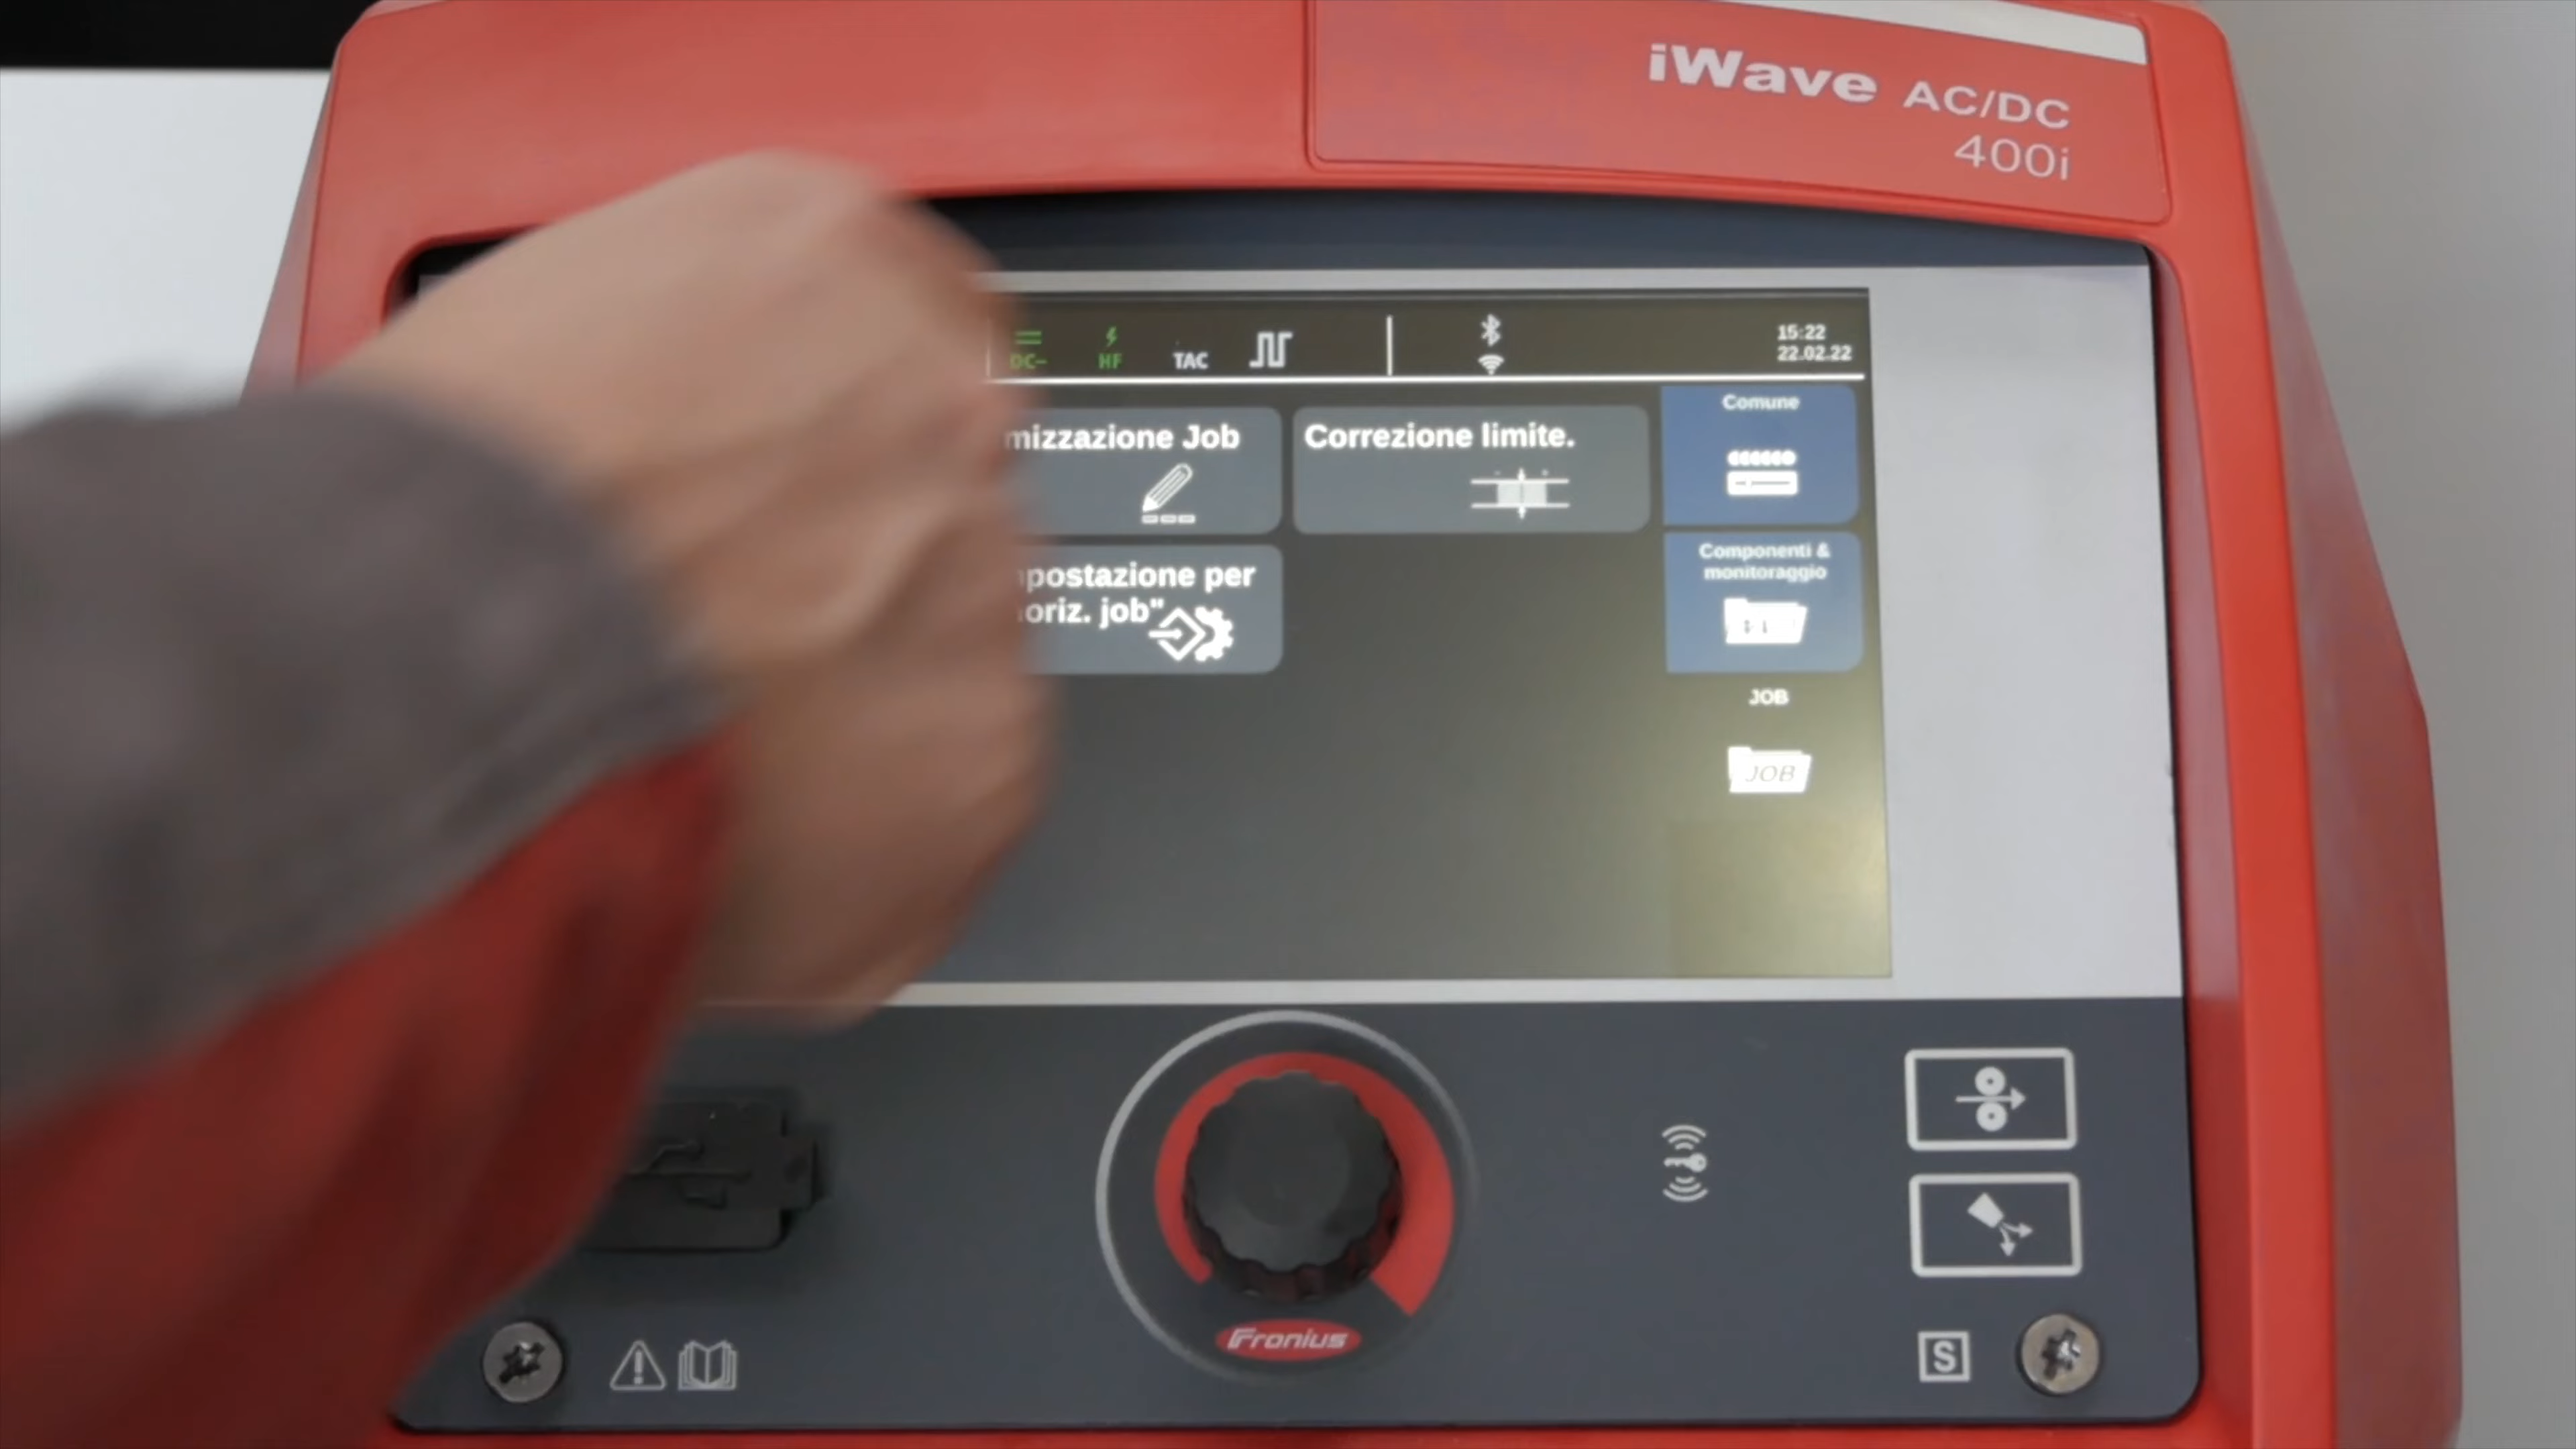 iWave AC/DC
400i
DC-
HF
TAC
15:22
22.02.22
mizzazione Job
Correzione limite.
Comune
postazione per
oriz. job"
Componenti &
monitoraggio
JOB
JOB
Fronius
S